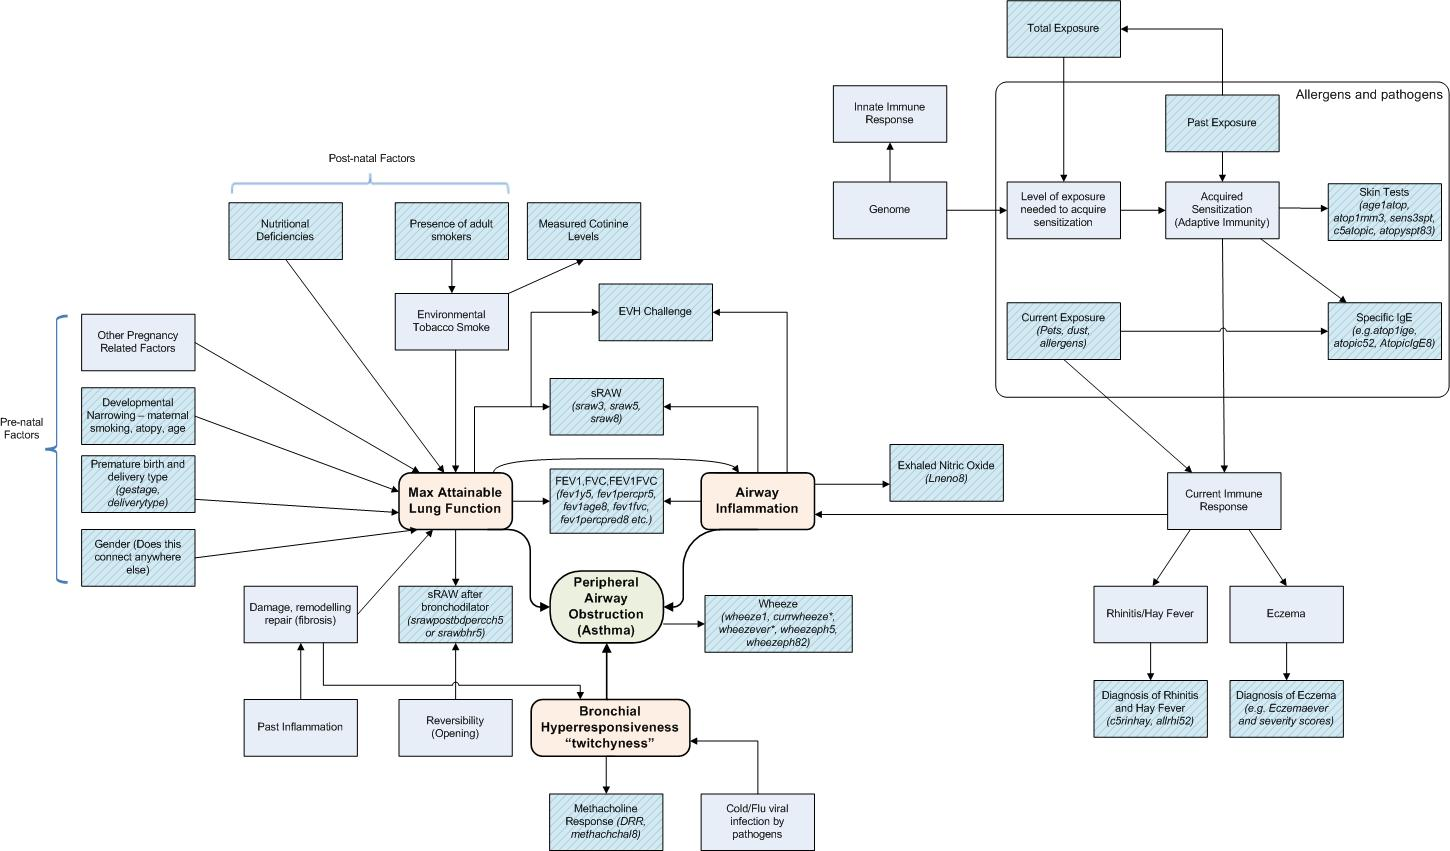 Total Exposure
Allergens and pathogens
Innate Immune
Response
Past Exposure
Post-natal Factors
Genome
Level of exposure
needed to acquire
sensitization
Acquired
Sensitization
(Adaptive Immunity)
Skin Tests
(age1atop,
atop1mm3, sens3spt,
c5atopic, atopyspt83)
Nutritional
Deficiencies
Presence of adult
smokers
Measured Cotinine
Levels
Environmental
Tobacco Smoke
EVH Challenge
Current Exposure
(Pets, dust,
allergens)
Specific IgE
(e.g.atop1ige,
atopic52, AtopicIgE8)
Other Pregnancy
Related Factors
Pre-natal
Factors
Developmental
Narrowing – maternal
smoking, atopy, age
sRAW
(sraw3, sraw5,
sraw8)
Premature birth and
delivery type
(gestage,
deliverytype)
Max Attainable
Lung Function
FEV1,FVC,FEV1FVC
(fev1y5, fev1percpr5,
fev1age8, fev1fvc,
fev1percpred8 etc.)
Airway
Inflammation
Exhaled Nitric Oxide
(Lneno8)
Current Immune
Response
Gender (Does this
connect anywhere
else)
Damage, remodelling
repair (fibrosis)
sRAW after
bronchodilator
(srawpostbdpercch5
or srawbhr5)
Peripheral
Airway
Obstruction
(Asthma)
Wheeze
(wheeze1, currwheeze*,
wheezever*, wheezeph5,
wheezeph82)
Rhinitis/Hay Fever
Eczema
Past Inflammation
Reversibility
(Opening)
Bronchial
Hyperresponsiveness
“twitchyness”
Diagnosis of Rhinitis
and Hay Fever
(c5rinhay, allrhi52)
Diagnosis of Eczema
(e.g. Eczemaever
and severity scores)
Methacholine
Response (DRR,
methachchal8)
Cold/Flu viral
infection by
pathogens